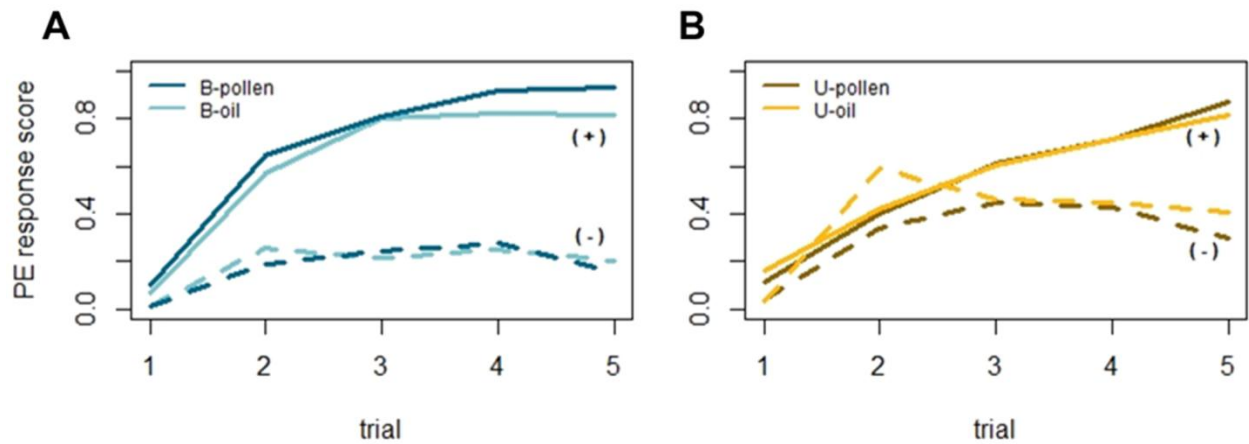 A
PE response score
0.0
0.4
0.8
B-pollen
B-oil
(+)
(-)
1 2 3 4 5
trial
B
0.0
0.4
0.8
U-pollen
U-oil
(+)
(-)
1 2 3 4 5
trial